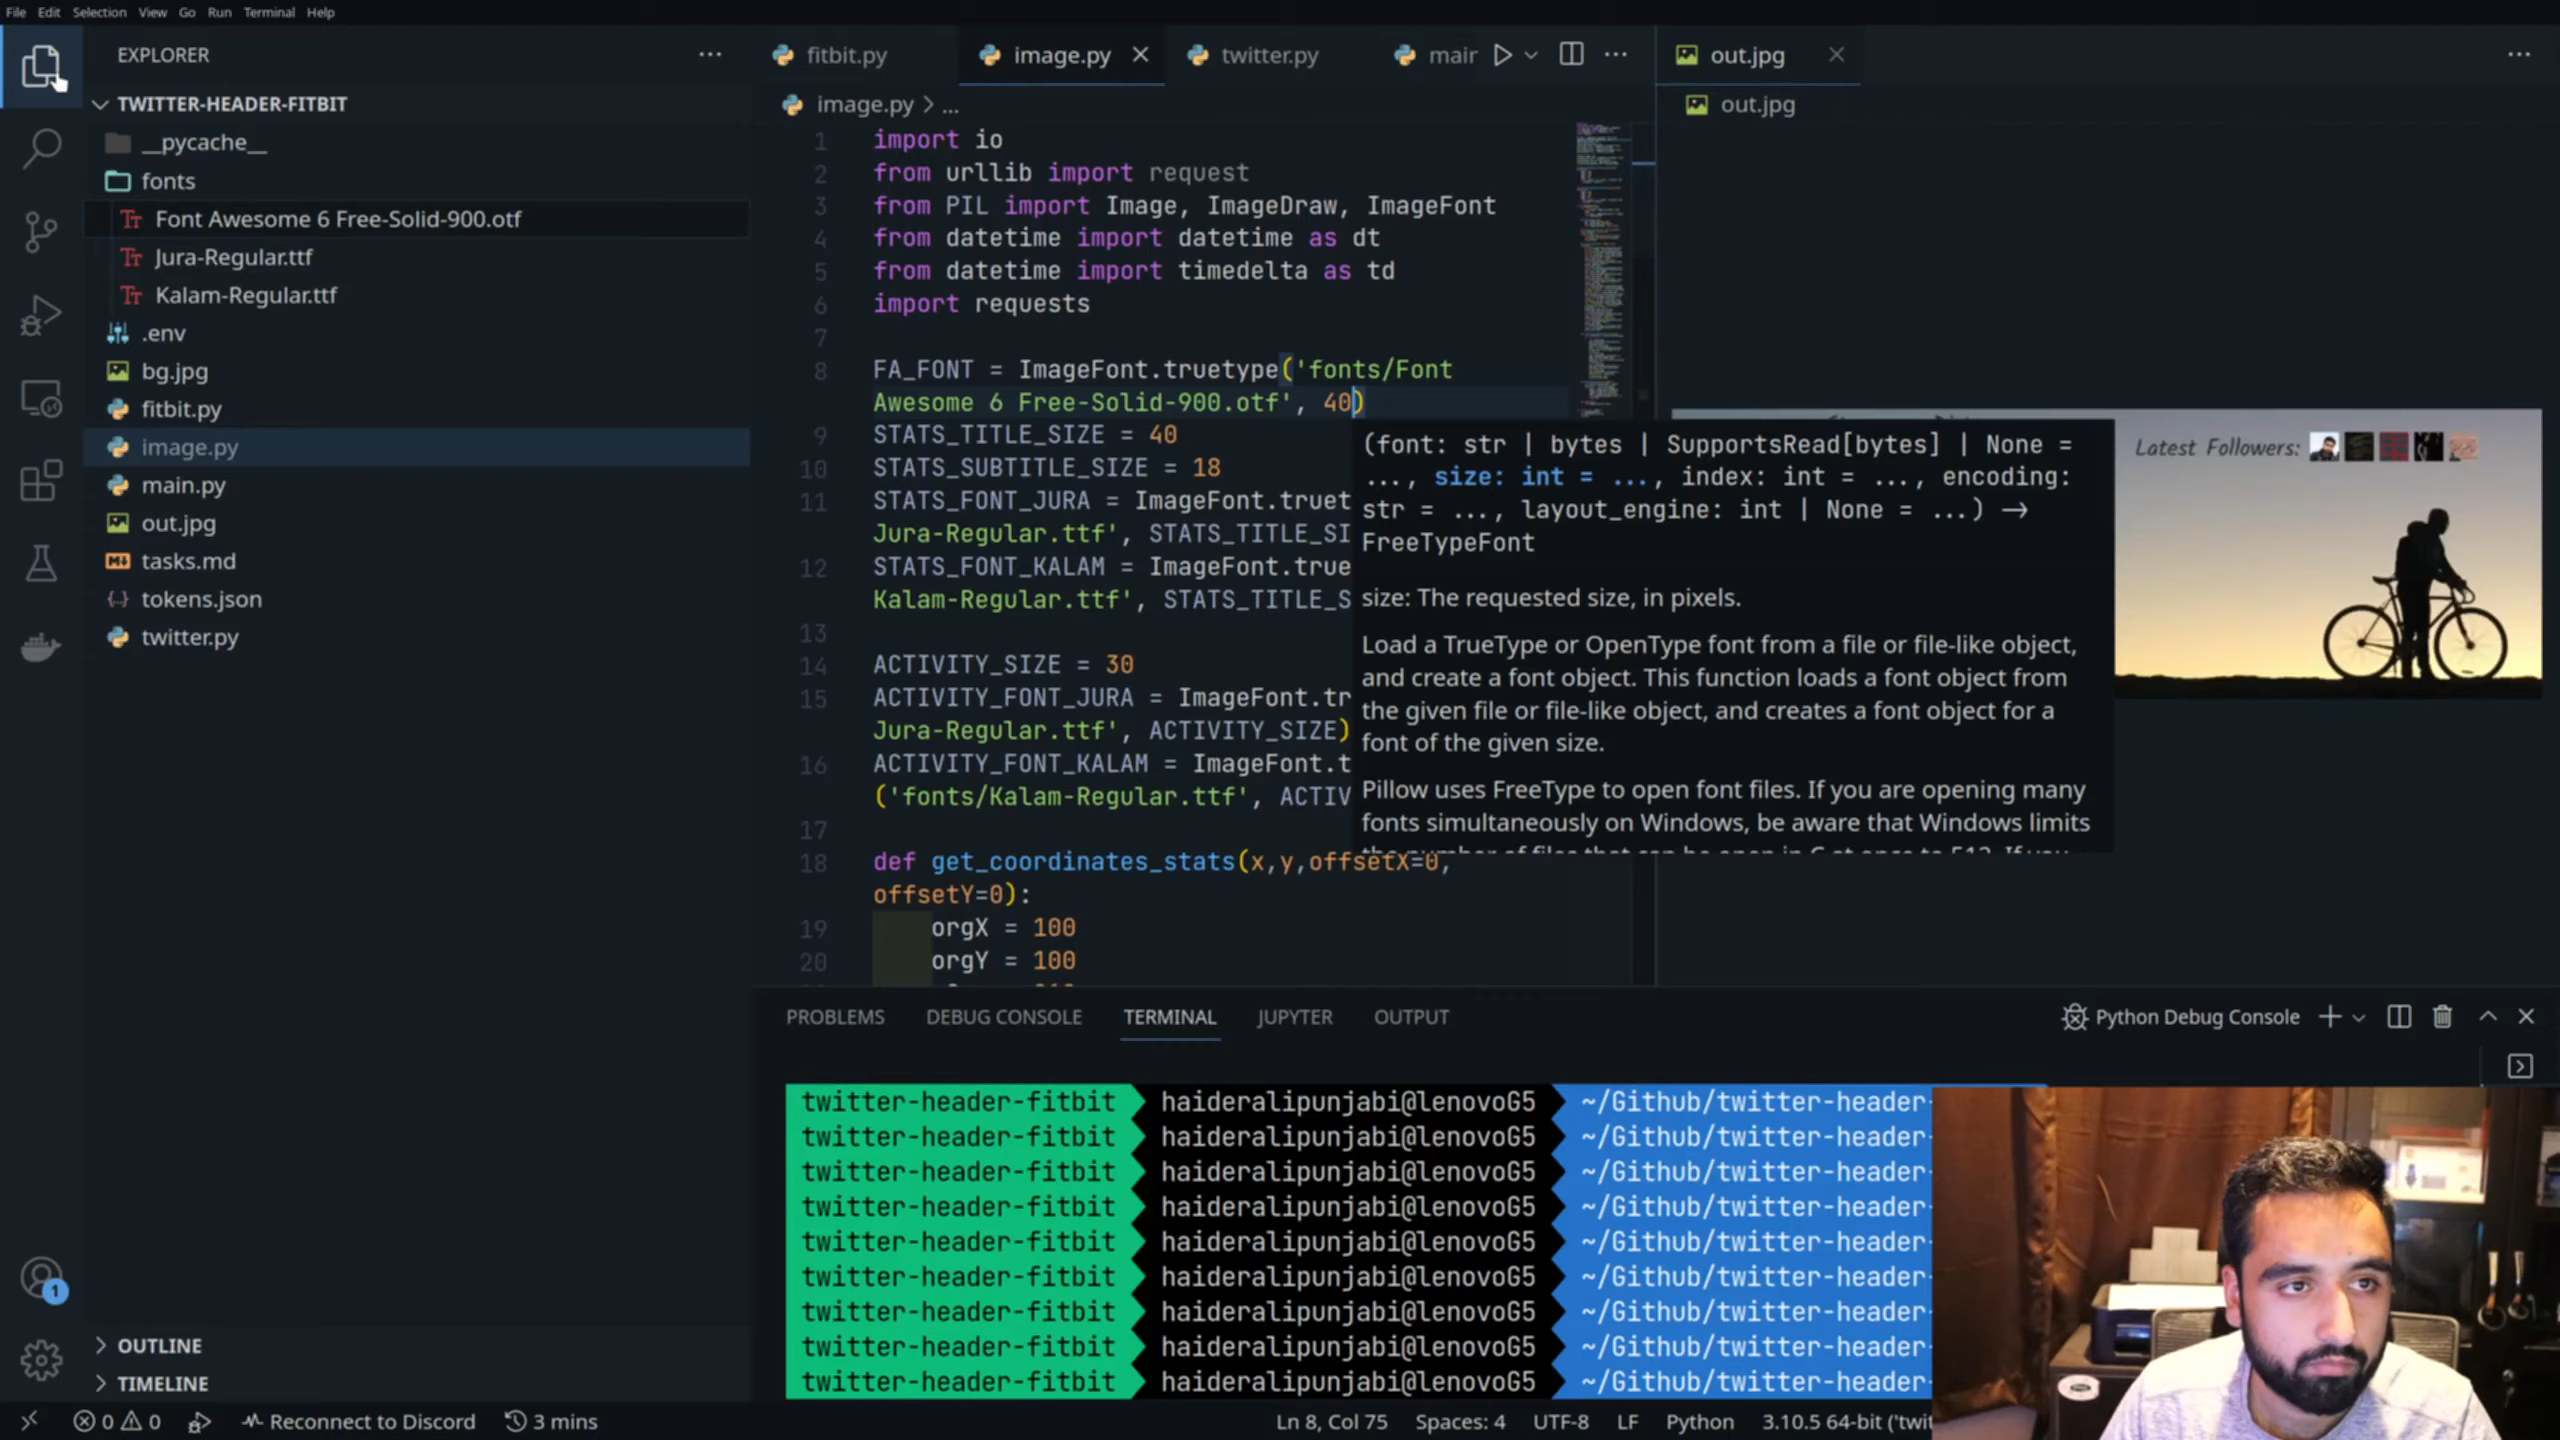 File Edit Selection View Go Run Terminal Help
EXPLORER
TWITTER-HEADER-FITBIT
__pycache__
fonts
Font Awesome 6 Free-Solid-900.otf
Jura-Regular.ttf
Kalam-Regular.ttf
.env
bg.jpg
fitbit.py
image.py
main.py
out.jpg
tasks.md
tokens.json
twitter.py
1
OUTLINE
TIMELINE
fitbit.py image.py twitter.py mair
image.py > ...
1 import io
2 from urllib import request
3 from PIL import Image, ImageDraw, ImageFont
4 from datetime import datetime as dt
5 from datetime import timedelta as td
6 import requests
7
8 FA_FONT = ImageFont.truetype('fonts/Font
Awesome 6 Free-Solid-900.otf', 40)
9 STATS_TITLE_SIZE = 40
10 STATS_SUBTITLE_SIZE = 18
11 STATS_FONT_JURA = ImageFont.truet
Jura-Regular.ttf', STATS_TITLE_SI
12 STATS_FONT_KALAM = ImageFont.true
Kalam-Regular.ttf', STATS_TITLE_S
13
14 ACTIVITY_SIZE = 30
15 ACTIVITY_FONT_JURA = ImageFont.tr
Jura-Regular.ttf', ACTIVITY_SIZE)
16 ACTIVITY_FONT_KALAM = ImageFont.t
('fonts/Kalam-Regular.ttf', ACTIV
17
18 def get_coordinates_stats(x,y,offsetX=0,
offsetY=0):
19 orgX = 100
20 orgY = 100
(font: str | bytes | SupportsRead[bytes] | None =
..., size: int = ..., index: int = ..., encoding:
str = ..., layout_engine: int | None = ...) →
FreeTypeFont
size: The requested size, in pixels.
Load a TrueType or OpenType font from a file or file-like object,
and create a font object. This function loads a font object from
the given file or file-like object, and creates a font object for a
font of the given size.
Pillow uses FreeType to open font files. If you are opening many
fonts simultaneously on Windows, be aware that Windows limits
out.jpg
out.jpg
Latest Followers:
PROBLEMS DEBUG CONSOLE TERMINAL JUPYTER OUTPUT
Python Debug Console
twitter-header-fitbit haideralipunjabi@lenovoG5 ~/Github/twitter-header-
twitter-header-fitbit haideralipunjabi@lenovoG5 ~/Github/twitter-header-
twitter-header-fitbit haideralipunjabi@lenovoG5 ~/Github/twitter-header-
twitter-header-fitbit haideralipunjabi@lenovoG5 ~/Github/twitter-header-
twitter-header-fitbit haideralipunjabi@lenovoG5 ~/Github/twitter-header-
twitter-header-fitbit haideralipunjabi@lenovoG5 ~/Github/twitter-header-
twitter-header-fitbit haideralipunjabi@lenovoG5 ~/Github/twitter-header-
twitter-header-fitbit haideralipunjabi@lenovoG5 ~/Github/twitter-header-
twitter-header-fitbit haideralipunjabi@lenovoG5 ~/Github/twitter-header-
0 0 Reconnect to Discord 3 mins Ln 8, Col 75 Spaces: 4 UTF-8 LF Python 3.10.5 64-bit ('twit